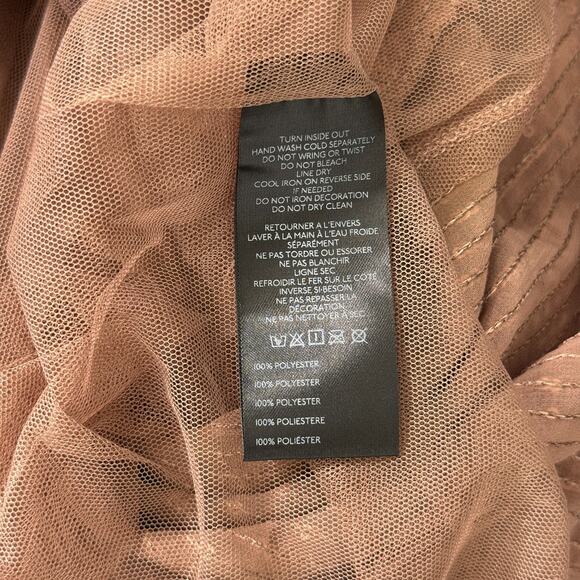 TURN INSIDE OUT
HAND WASH COLD SEPARATELY
DO NOT WRING OR TWIST
DO NOT BLEACH
LINE DRY
COOL IRON ON REVERSE SIDE
IF NEEDED
DO NOT IRON DECORATION
DO NOT DRY CLEAN
RETOURNER A L'ENVERS
LAVER À LA MAIN À L'EAU FROIDE
SÉPARÉMENT
NE PAS TORDRE OU ESSORER
NE PAS BLANCHIR
LIGNE SEC
REFROIDIR LE FER SUR LE COTÉ
INVERSE SI-BESOIN
NE PAS REPASSER LA
DÉCORATION
NE PAS NETTOYER À SEC
100% POLYESTER
100% POLYESTER
100% POLYESTER
100% POLIESTERE
100% POLIÉSTER